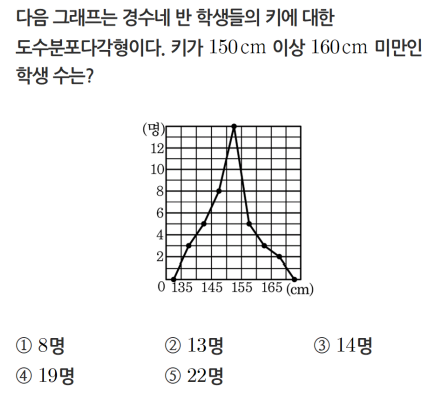 다음 그래프는 경수네 반 학생들의 키에 대한
도수분포다각형이다. 키가 150cm 이상 160cm 미만인
학생 수는?
(명)
12
10
8
6
4
2
0 135 145 155 165 (cm)
① 8명 ② 13명 ③ 14명
④ 19명 ⑤ 22명